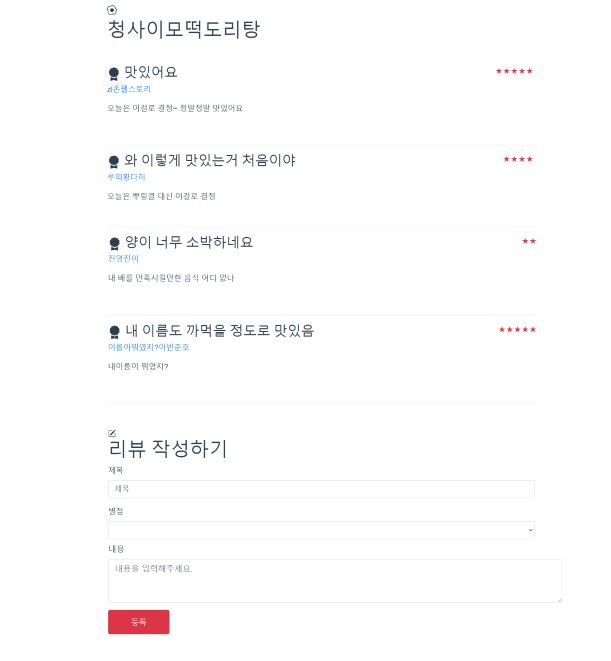 청사이모떡도리탕
맛있어요
★★★★★
zl존웰스토리
오늘은 이걸로 결정~ 정말정말 맛있어요
와 이렇게 맛있는거 처음이야
★★★★
루피황다히
오늘은 뿌링클 대신 이걸로 결정
양이 너무 소박하네요
★★
진영진이
내 배를 만족시킬만한 음식 어디 없나
내 이름도 까먹을 정도로 맛있음
★★★★★
이름이뭐였지?아빈준호
내이름이 뭐였지?
리뷰 작성하기
제목
제목
별점
내용
내용을 입력해주세요.
등록